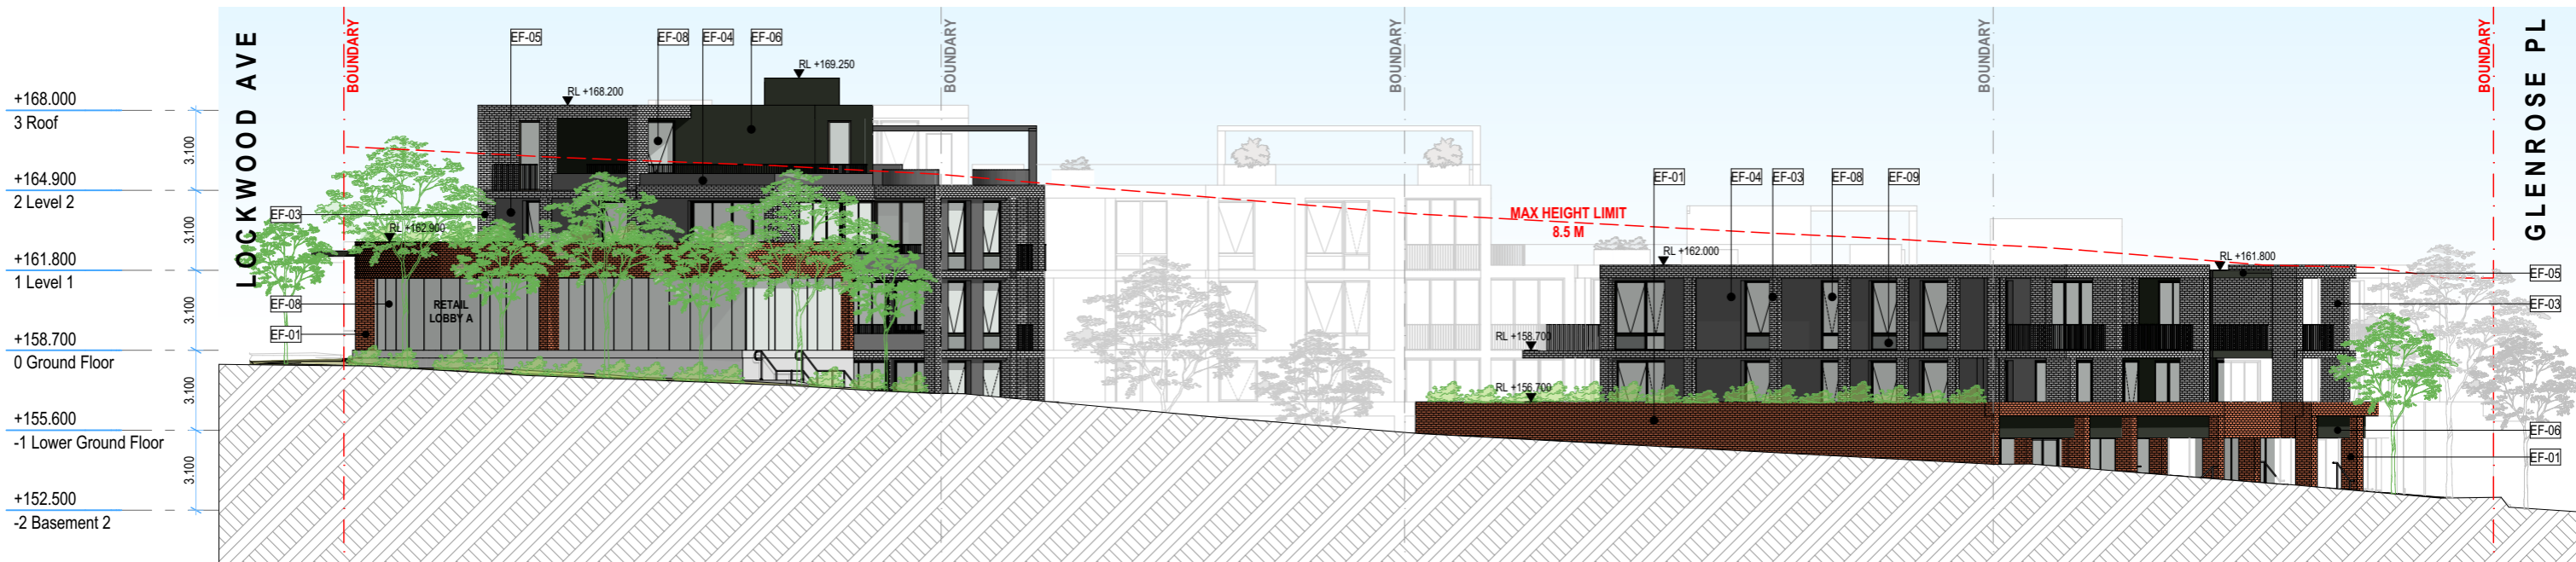 LOCKWOOD AVE
BOUNDARY
EF-05
EF-08
EF-04
EF-06
BOUNDARY
BOUNDARY
BOUNDARY
BOUNDARY
GLENROSE PL
RL +169.250
RL +168.200
+168.000
3 Roof
3.100
+164.900
2 Level 2
3.100
EF-03
RL +162.900
+161.800
1 Level 1
3.100
EF-08
RETAIL
LOBBY A
EF-01
+158.700
0 Ground Floor
3.100
+155.600
-1 Lower Ground Floor
3.100
+152.500
-2 Basement 2
EF-01
EF-04
EF-03
EF-08
EF-09
MAX HEIGHT LIMIT
8.5 M
RL +162.000
RL +161.800
EF-05
EF-03
RL +158.700
RL +156.700
EF-06
EF-01